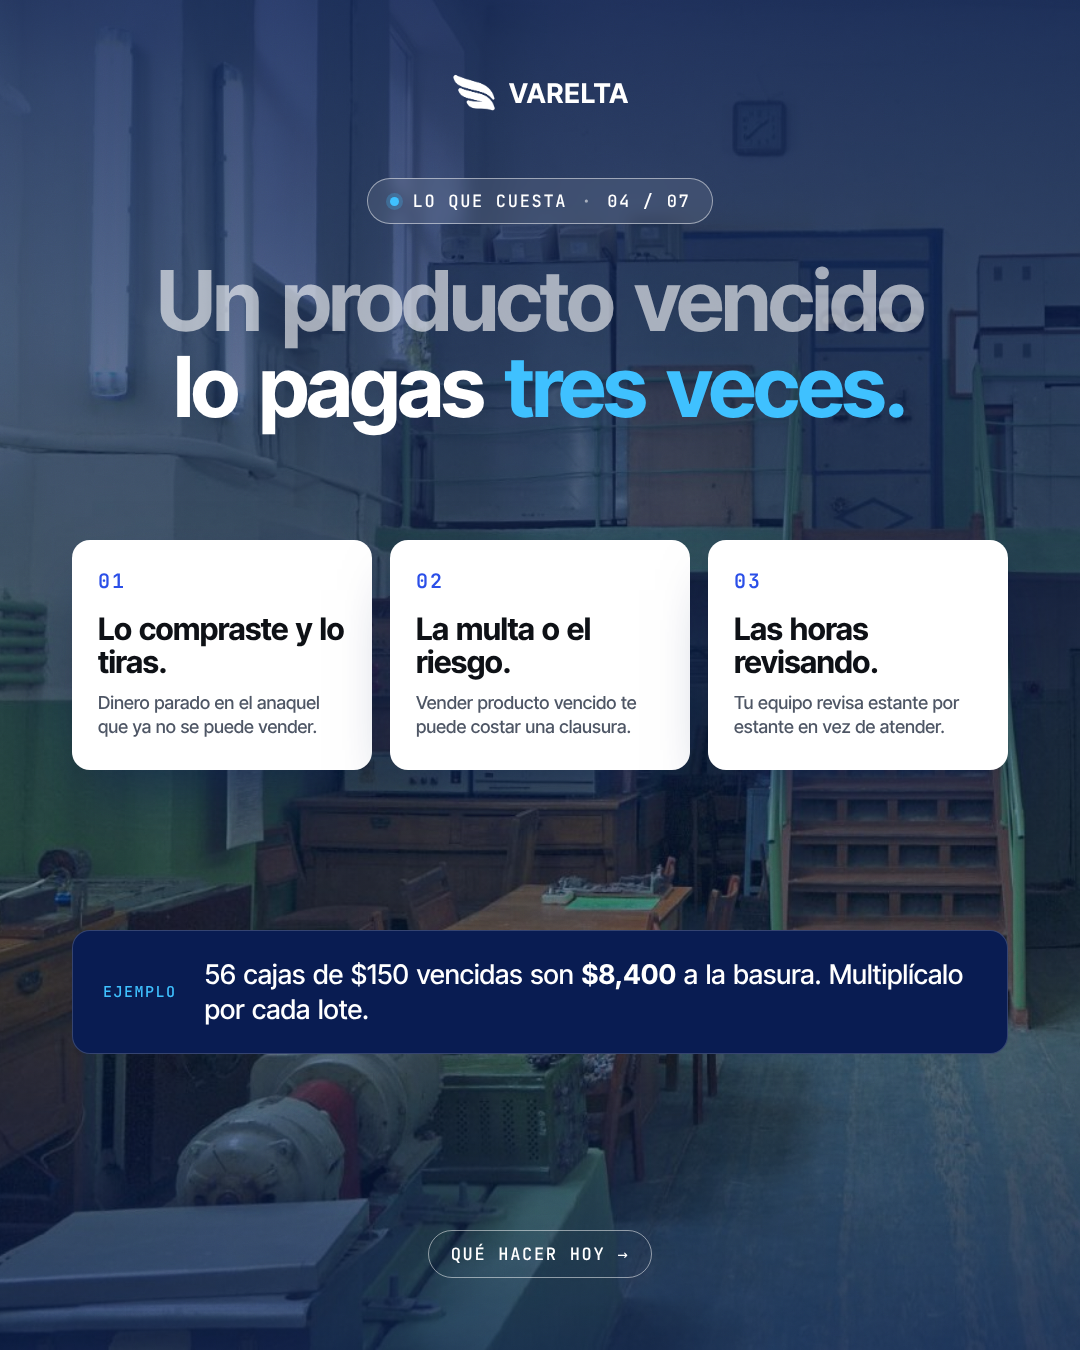 VARELTA
LO QUE CUESTA · 04 / 07
Un producto vencido
lo pagas tres veces.
01
Lo compraste y lo
tiras.
Dinero parado en el anaquel
que ya no se puede vender.
02
La multa o el
riesgo.
Vender producto vencido te
puede costar una clausura.
03
Las horas
revisando.
Tu equipo revisa estante por
estante en vez de atender.
EJEMPLO
56 cajas de $150 vencidas son $8,400 a la basura. Multiplícalo
por cada lote.
QUÉ HACER HOY →